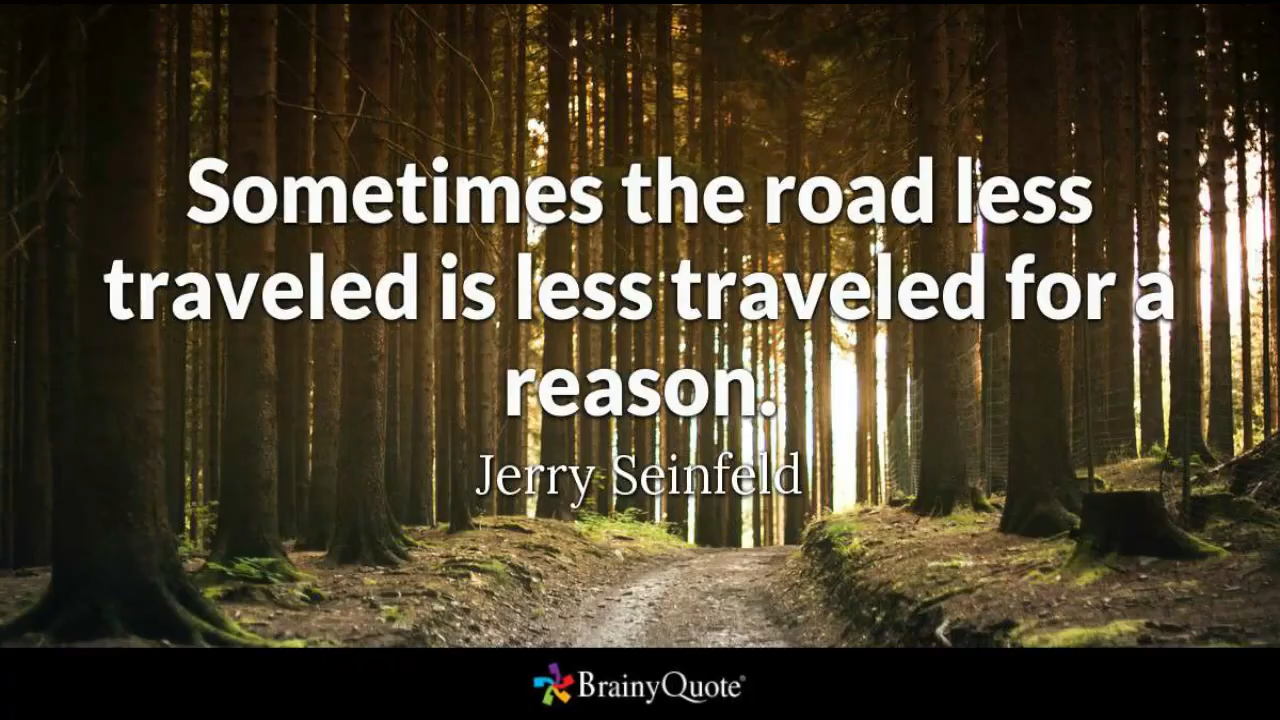 Sometimes the road less
traveled is less traveled for a
reason.
Jerry Seinfeld
BrainyQuote®